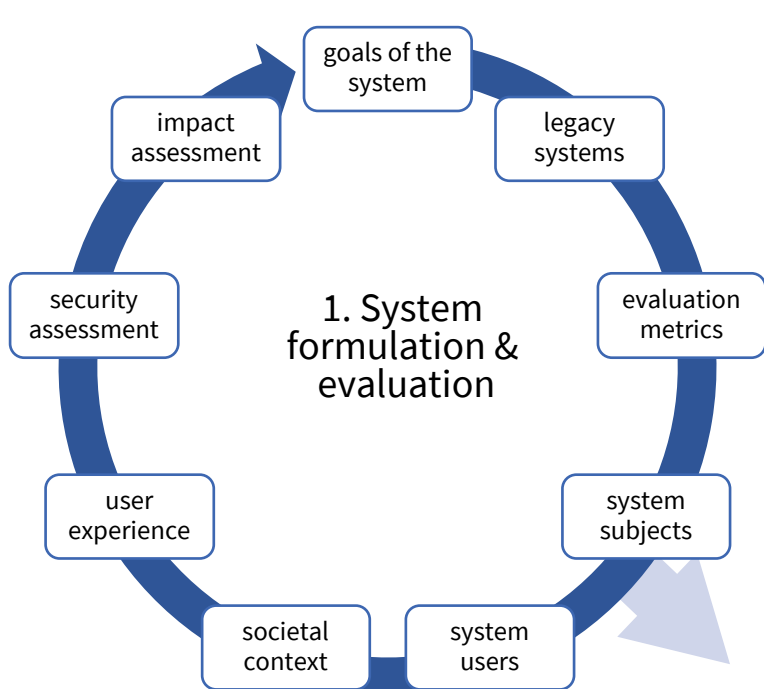 goals of the
system
legacy
systems
evaluation
metrics
system
subjects
system
users
societal
context
user
experience
security
assessment
impact
assessment
1. System
formulation &
evaluation